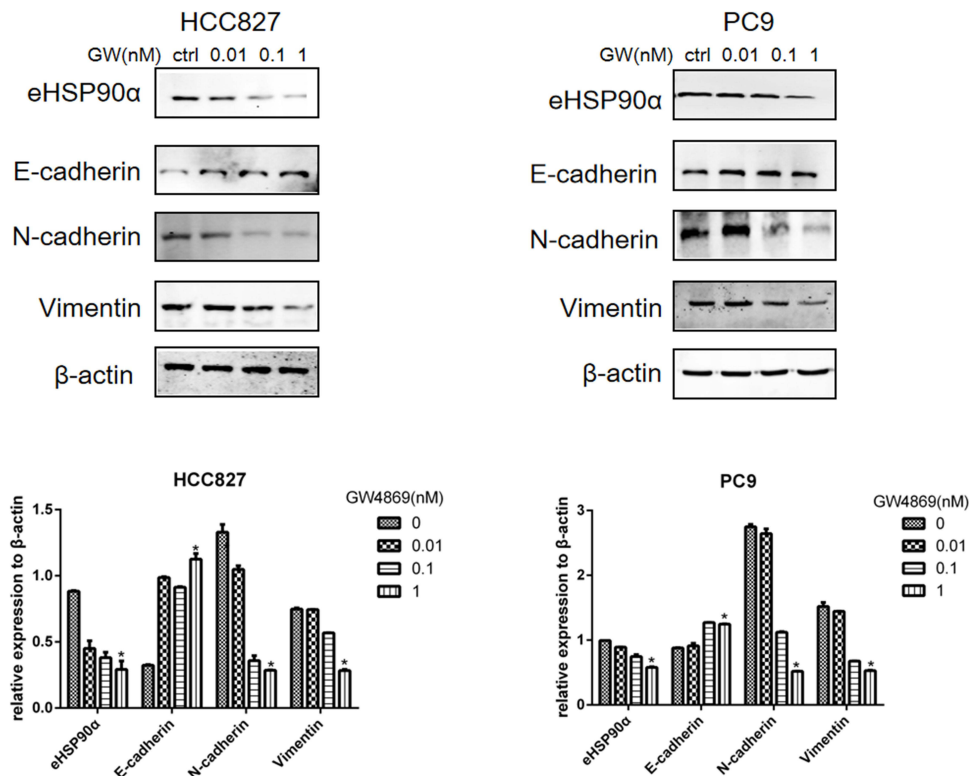 HCC827
GW(nM) ctrl 0.01 0.1 1
eHSP90α
E-cadherin
N-cadherin
Vimentin
β-actin
PC9
GW(nM) ctrl 0.01 0.1 1
eHSP90α
E-cadherin
N-cadherin
Vimentin
β-actin
HCC827
relative expression to β-actin
1.5
1.0
0.5
0.0
* * * *
eHSP90α E-cadherin N-cadherin Vimentin
GW4869(nM)
0
0.01
0.1
1
PC9
relative expression to β-actin
3
2
1
0
* * * *
eHSP90α E-cadherin N-cadherin Vimentin
GW4869(nM)
0
0.01
0.1
1